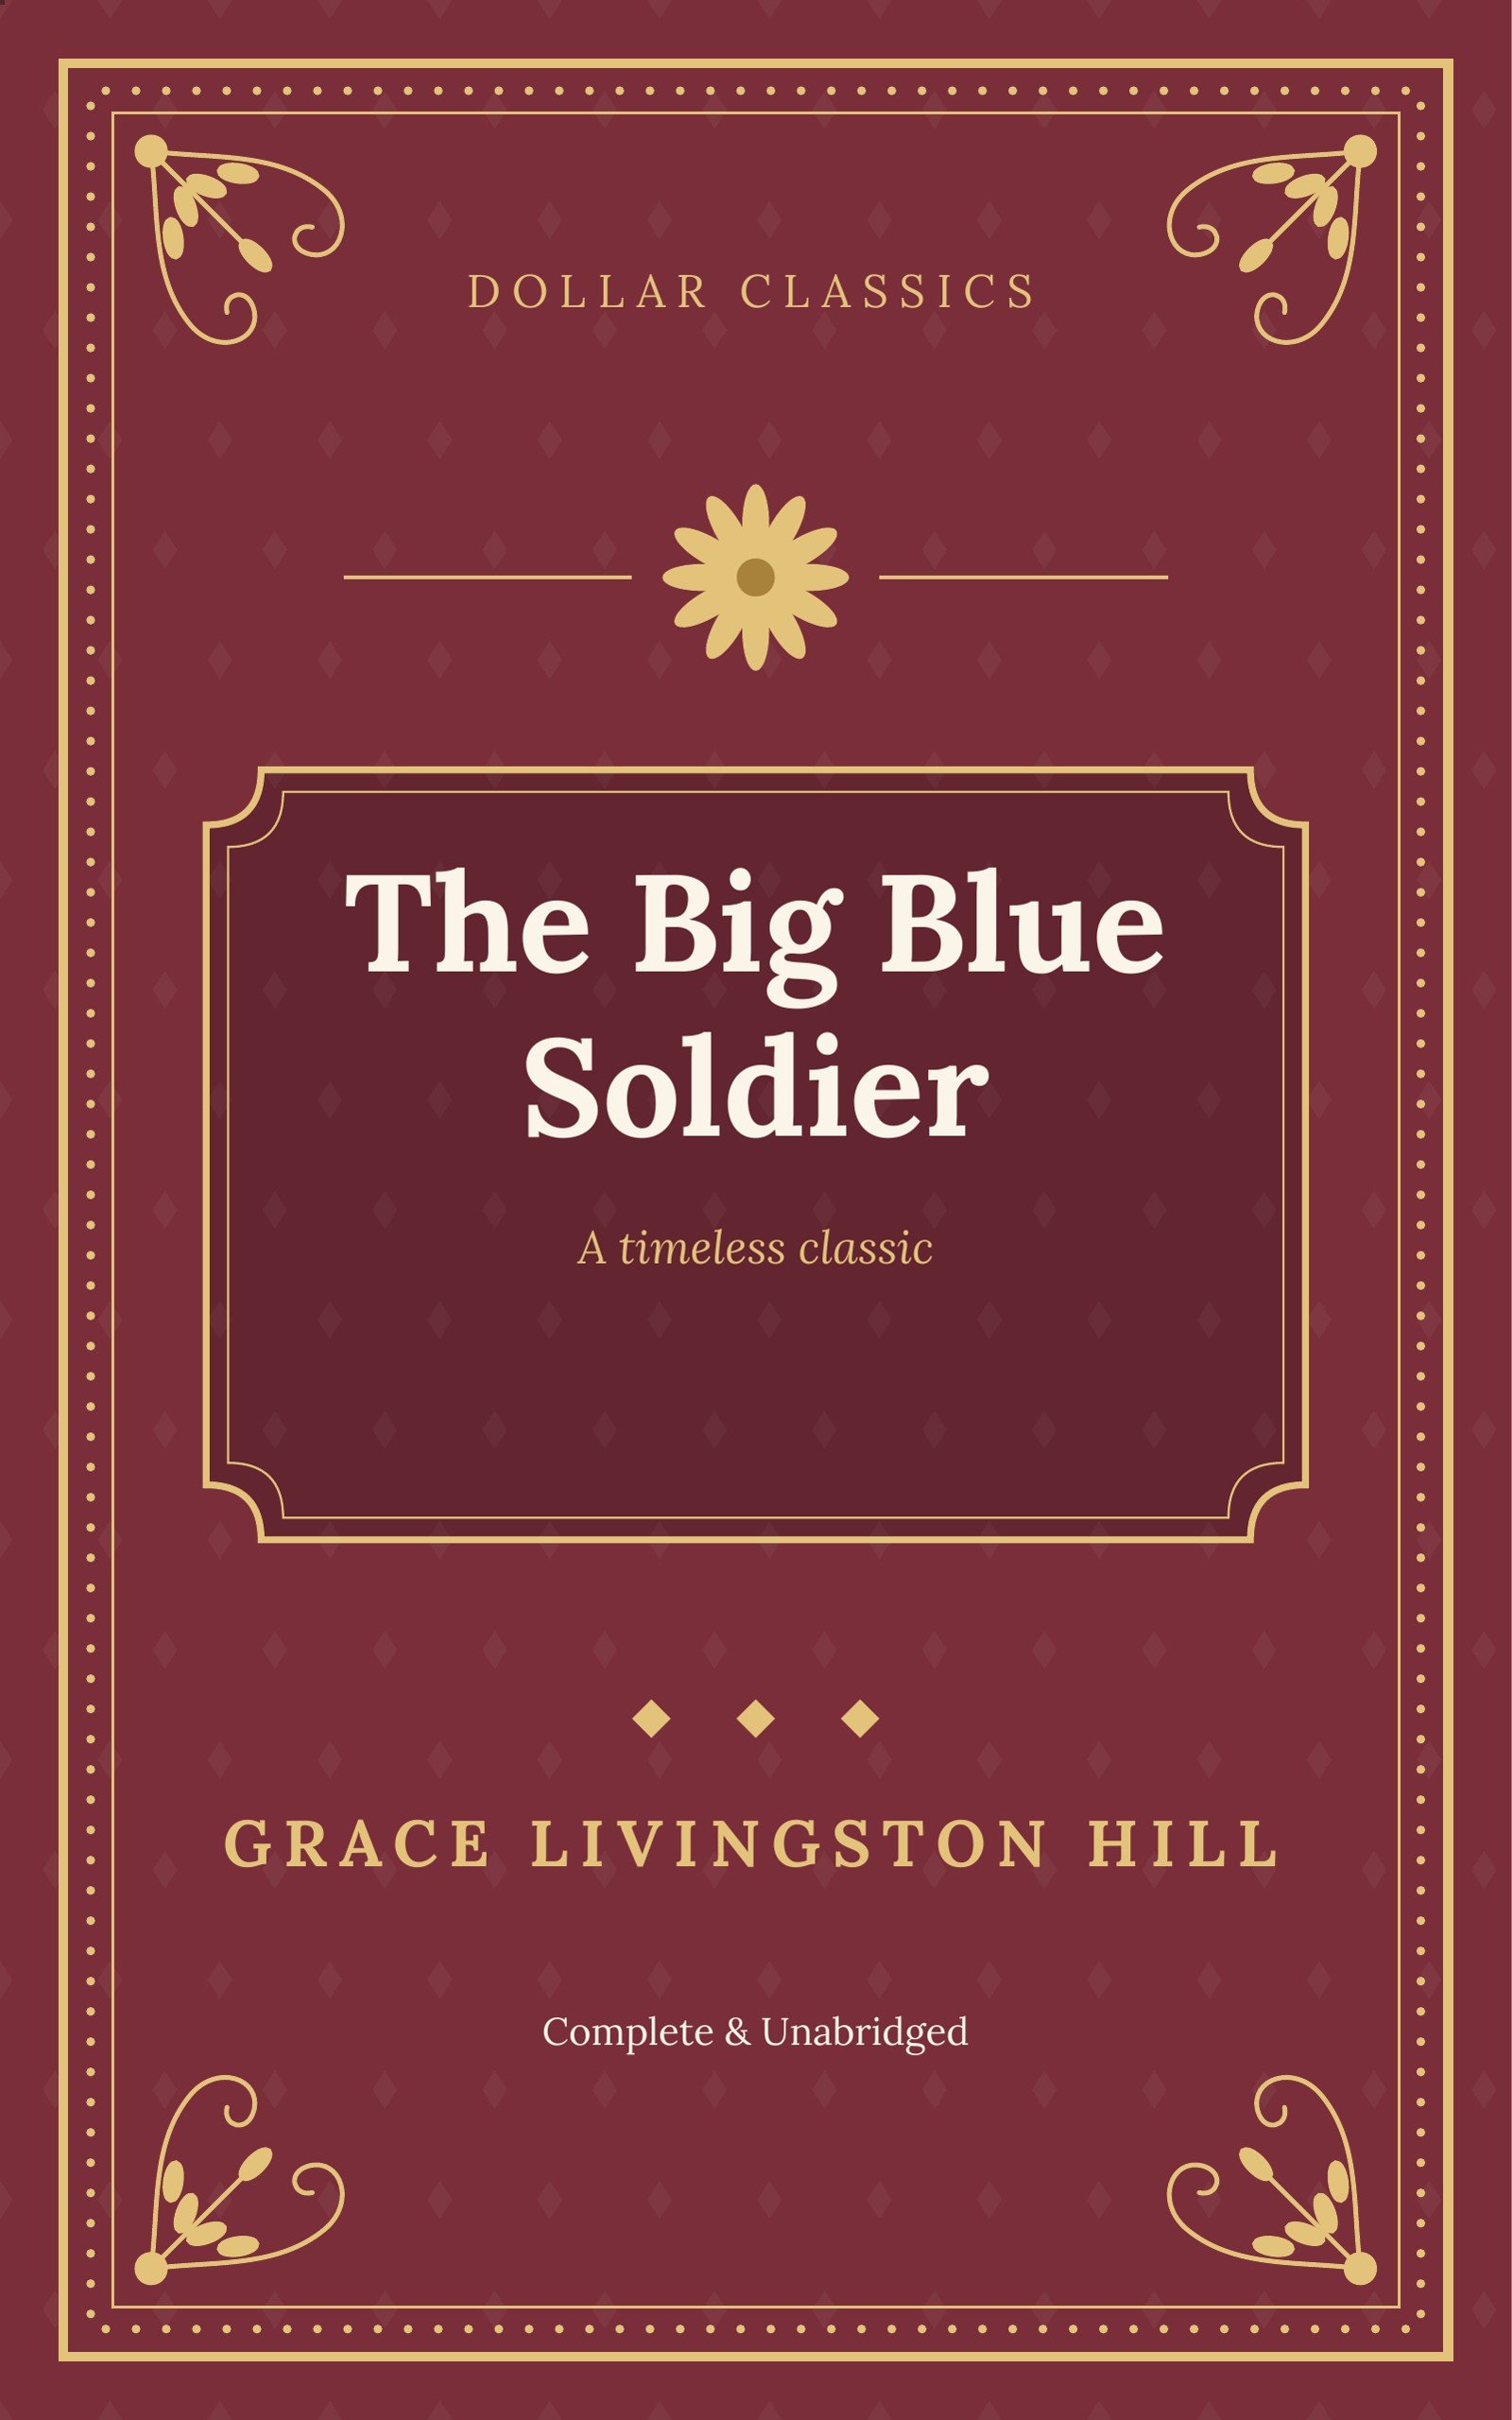 DOLLAR CLASSICS
The Big Blue
Soldier
A timeless classic
GRACE LIVINGSTON HILL
Complete & Unabridged